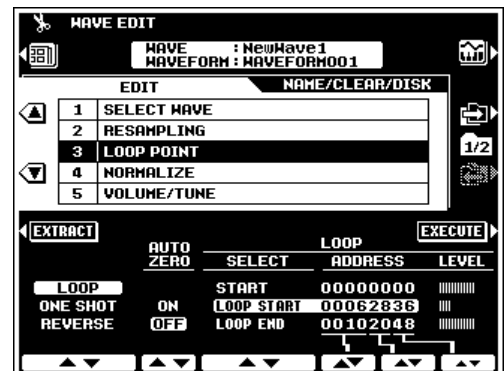 WAVE EDIT
WAVE : NewWave1
WAVEFORM : WAVEFORM001
EDIT NAME/CLEAR/DISK
1 SELECT WAVE
2 RESAMPLING
3 LOOP POINT
4 NORMALIZE
5 VOLUME/TUNE
1/2
EXTRACT EXECUTE
AUTO LOOP
ZERO SELECT ADDRESS LEVEL
LOOP START 00000000
ONE SHOT ON LOOP START 00062836
REVERSE OFF LOOP END 00102048